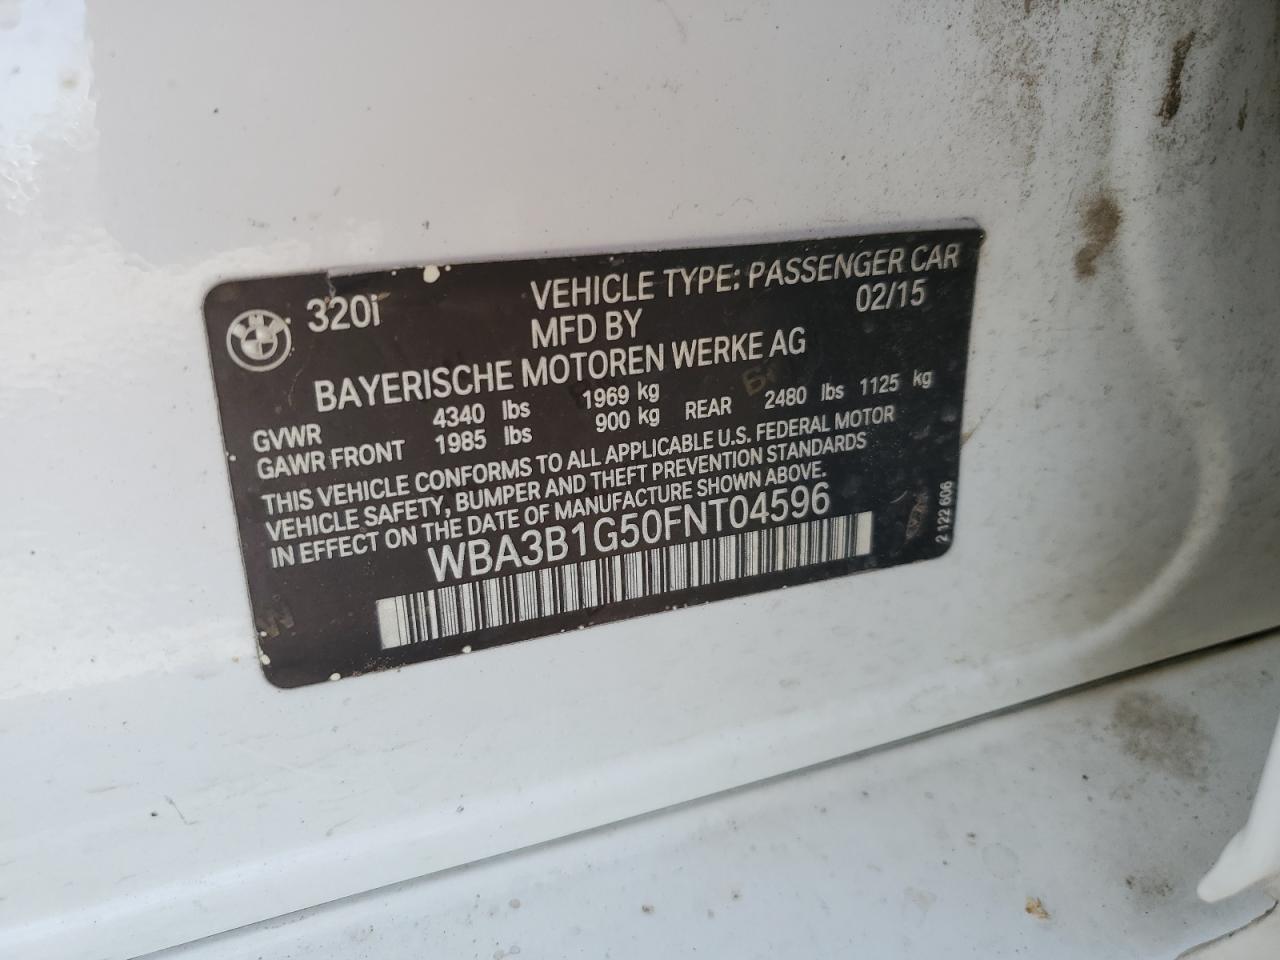 320i VEHICLE TYPE: PASSENGER CAR
MFD BY 02/15
BAYERISCHE MOTOREN WERKE AG
GVWR 4340 lbs 1969 kg
GAWR FRONT 1985 lbs 900 kg REAR 2480 lbs 1125 kg
THIS VEHICLE CONFORMS TO ALL APPLICABLE U.S. FEDERAL MOTOR
VEHICLE SAFETY, BUMPER AND THEFT PREVENTION STANDARDS
IN EFFECT ON THE DATE OF MANUFACTURE SHOWN ABOVE.
WBA3B1G50FNT04596
2 122 606